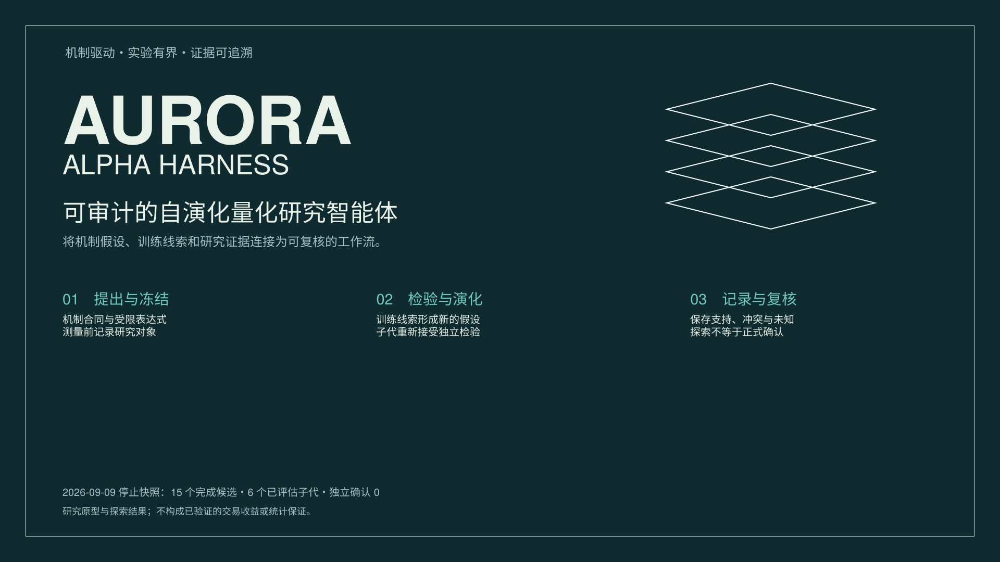 机制驱动・实验有界・证据可追溯
AURORA
ALPHA HARNESS
可审计的自演化量化研究智能体
将机制假设、训练线索和研究证据连接为可复核的工作流。
01 提出与冻结
机制合同与受限表达式
测量前记录研究对象
02 检验与演化
训练线索形成新的假设
子代重新接受独立检验
03 记录与复核
保存支持、冲突与未知
探索不等于正式确认
2026-09-09 停止快照：15 个完成候选・6 个已评估子代・独立确认 0
研究原型与探索结果；不构成已验证的交易收益或统计保证。